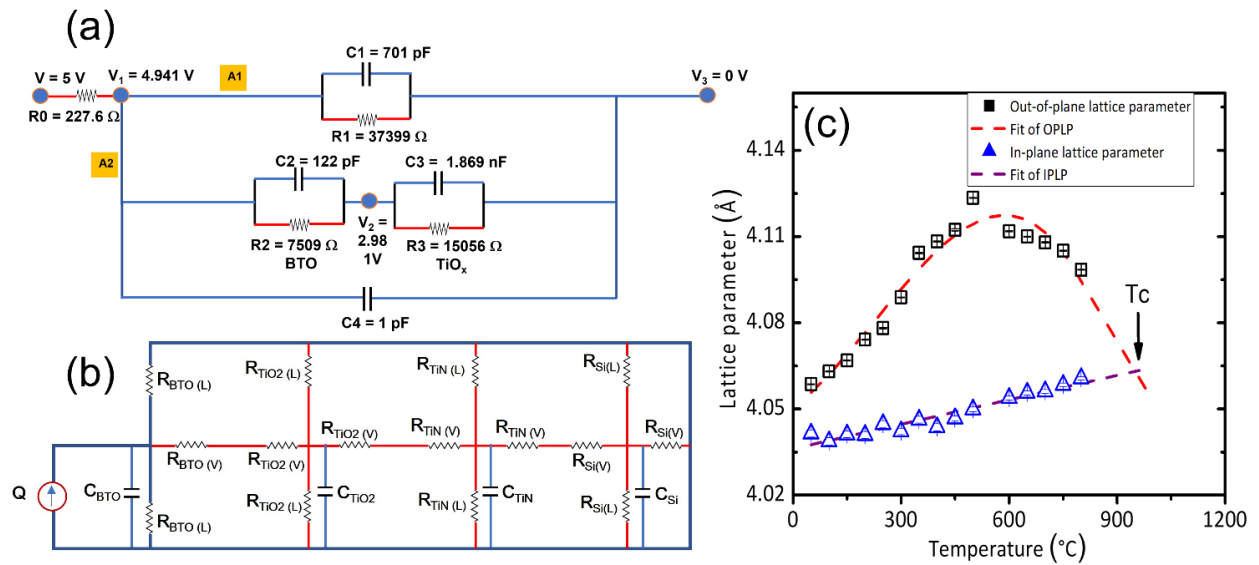 (a)
C1 = 701 pF
V = 5 V
V1 = 4.941 V
A1
V3 = 0 V
R0 = 227.6 Ω
R1 = 37399 Ω
A2
C2 = 122 pF
C3 = 1.869 nF
V2 =
2.98
1V
R2 = 7509 Ω
BTO
R3 = 15056 Ω
TiOx
C4 = 1 pF
(b)
RBTO (L)
RTiO2 (L)
RTiN (L)
RSi(L)
RBTO (V)
RTiO2 (V)
RTiO2 (V)
RTiN (V)
RTiN (V)
RSi(V)
RSi(V)
Q
CBTO
RBTO (L)
RTiO2 (L)
CTiO2
RTiN (L)
CTiN
RSi(L)
CSi
(c)
Out-of-plane lattice parameter
Fit of OPLP
In-plane lattice parameter
Fit of IPLP
Tc
Lattice parameter (Å)
4.14
4.11
4.08
4.05
4.02
0
300
600
900
1200
Temperature (°C)